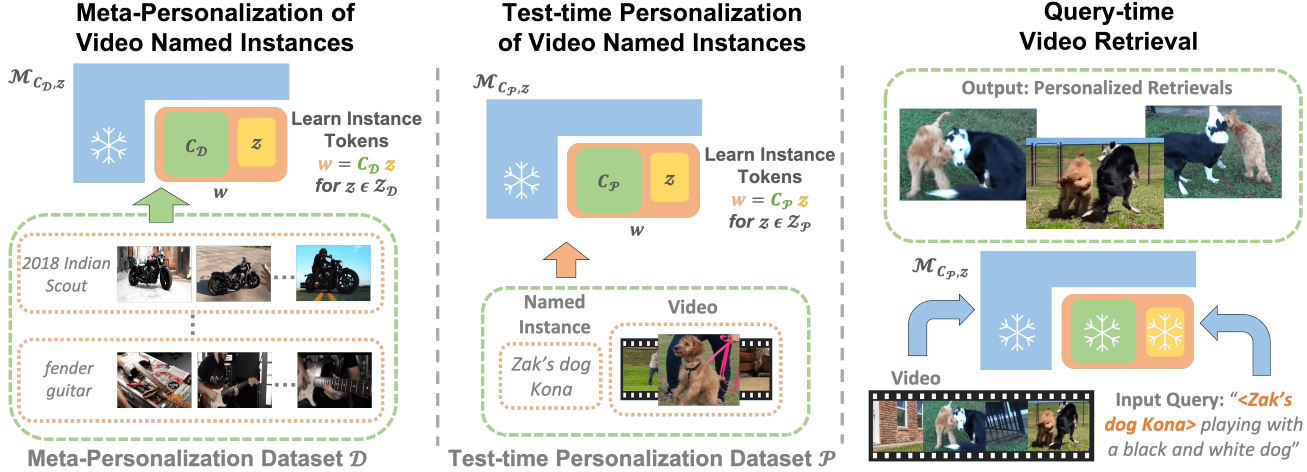 Meta-Personalization of
Video Named Instances
ℳ_{C_𝒟,z}
C_𝒟
z
w
Learn Instance
Tokens
w = C_𝒟 z
for z ϵ 𝒵_𝒟
2018 Indian
Scout
fender
guitar
Meta-Personalization Dataset 𝒟
Test-time Personalization
of Video Named Instances
ℳ_{C_𝒫,z}
C_𝒫
z
w
Learn Instance
Tokens
w = C_𝒫 z
for z ϵ 𝒵_𝒫
Named
Instance
Video
Zak's dog
Kona
Test-time Personalization Dataset 𝒫
Query-time
Video Retrieval
Output: Personalized Retrievals
ℳ_{C_𝒫,z}
Video
Input Query: “<Zak's
dog Kona> playing with
a black and white dog”